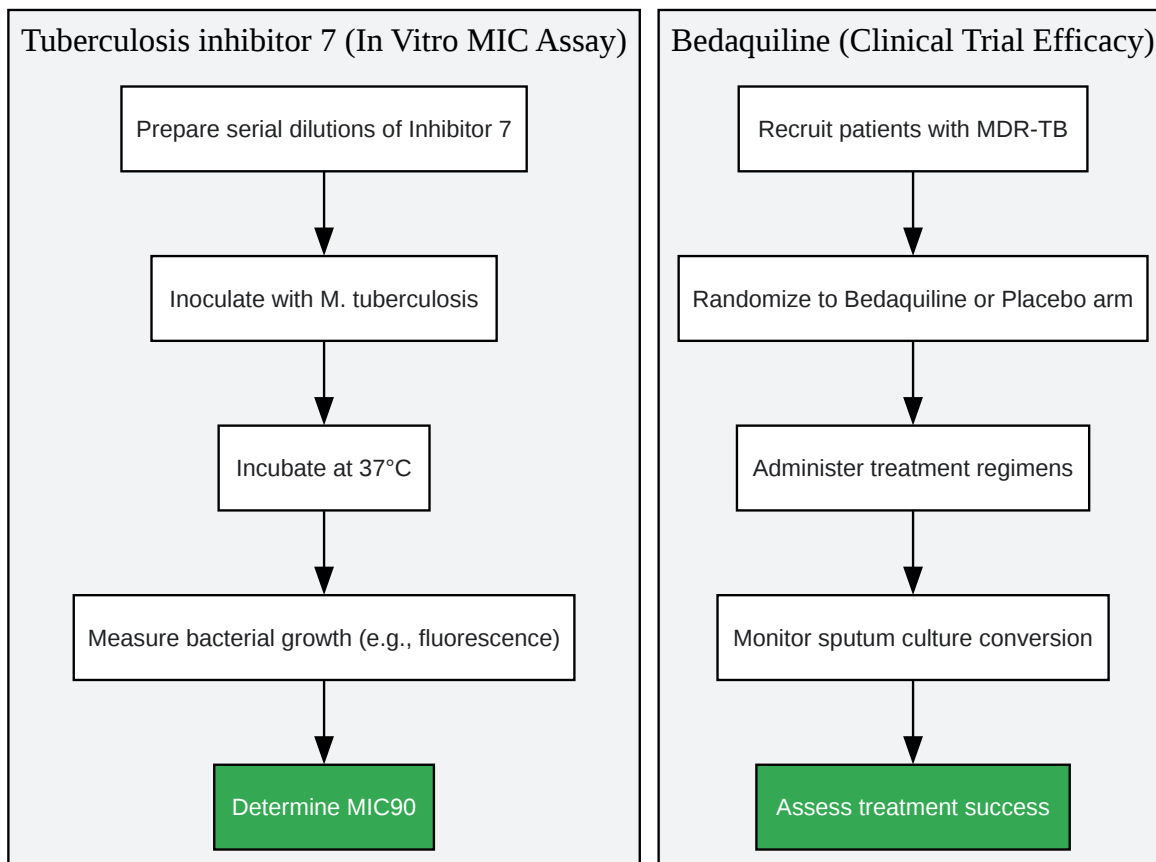 Tuberculosis inhibitor 7 (In Vitro MIC Assay)
Prepare serial dilutions of Inhibitor 7
Inoculate with M. tuberculosis
Incubate at 37°C
Measure bacterial growth (e.g., fluorescence)
Determine MIC90
Bedaquiline (Clinical Trial Efficacy)
Recruit patients with MDR-TB
Randomize to Bedaquiline or Placebo arm
Administer treatment regimens
Monitor sputum culture conversion
Assess treatment success